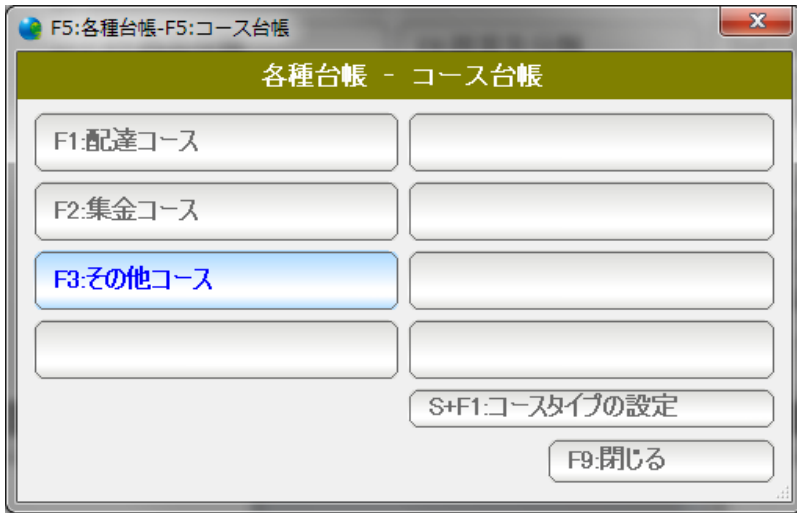 F5:各種台帳-F5:コース台帳
各種台帳 - コース台帳
F1:配達コース
F2:集金コース
F3:その他コース
S+F1:コースタイプの設定
F9:閉じる